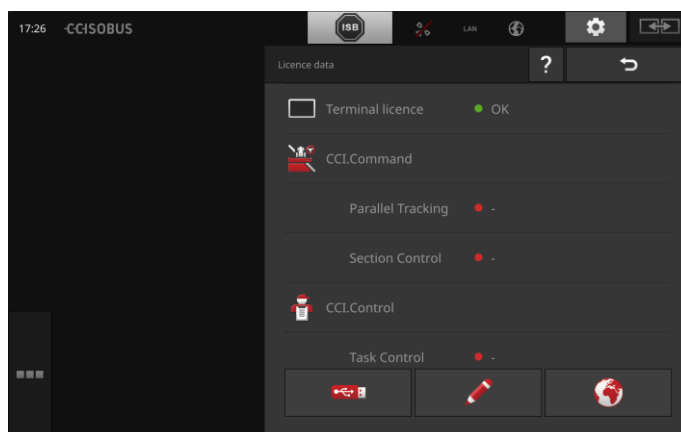 17:26 CCISOBUS ISB LAN
Licence data ?
Terminal licence OK
CCI.Command
Parallel Tracking -
Section Control -
CCI.Control
Task Control -